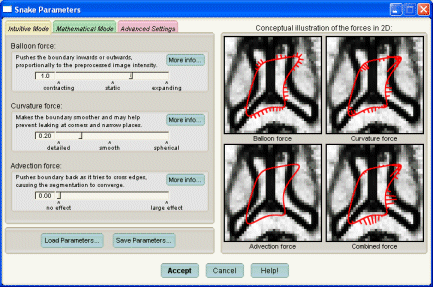 Snake Parameters
Intuitive Mode Mathematical Mode Advanced Settings
Balloon force:
Pushes the boundary inwards or outwards,
proportionally to the preprocessed image intensity.
More info...
1.0
^ ^ ^
contracting static expanding
Curvature force:
Makes the boundary smoother and may help
prevent leaking at corners and narrow places.
More info...
0.20
^ ^ ^
detailed smooth spherical
Advection force:
Pushes boundary back as it tries to cross edges,
causing the segmentation to converge.
More info...
0.00
^ ^
no effect large effect
Load Parameters... Save Parameters...
Conceptual illustration of the forces in 2D:
Balloon force Curvature force
Advection force Combined force
Accept Cancel Help!